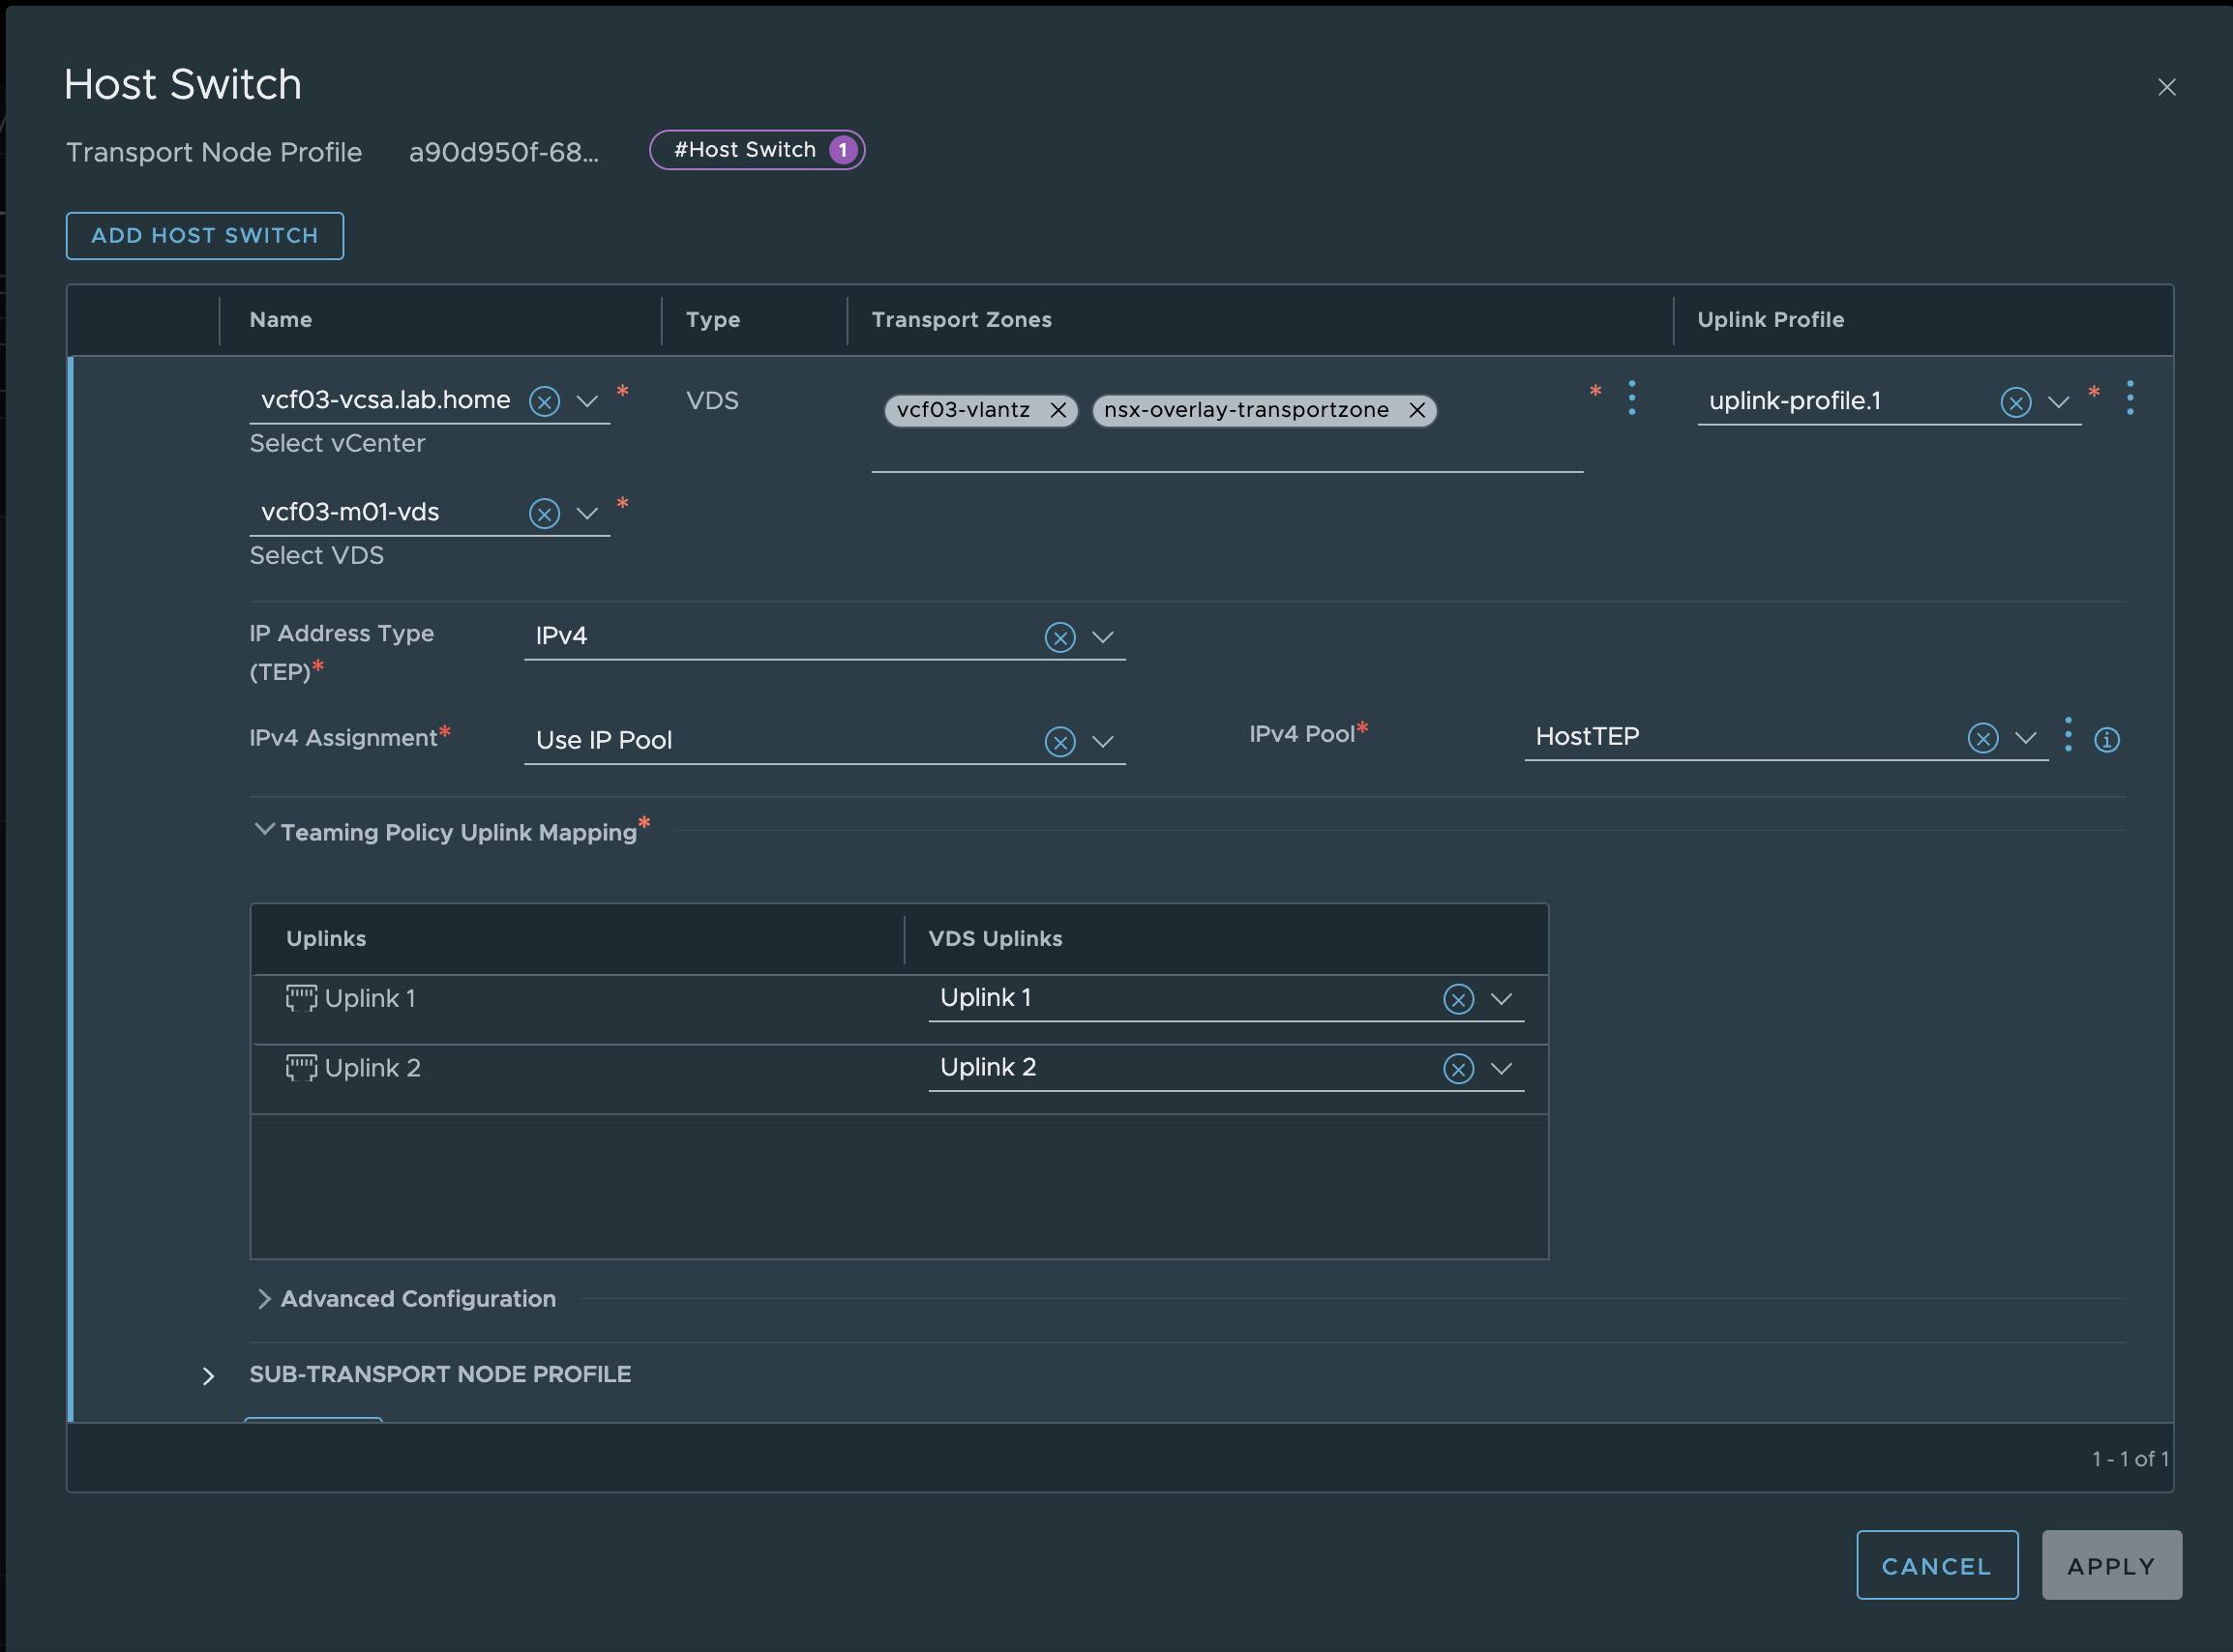 Host Switch
Transport Node Profile a90d950f-68... #Host Switch 1
ADD HOST SWITCH
Name Type Transport Zones Uplink Profile
vcf03-vcsa.lab.home * VDS vcf03-vlantz nsx-overlay-transportzone * uplink-profile.1 *
Select vCenter
vcf03-m01-vds *
Select VDS
IP Address Type IPv4
(TEP)*
IPv4 Assignment* Use IP Pool IPv4 Pool* HostTEP
Teaming Policy Uplink Mapping*
Uplinks VDS Uplinks
Uplink 1 Uplink 1
Uplink 2 Uplink 2
Advanced Configuration
SUB-TRANSPORT NODE PROFILE
1 - 1 of 1
CANCEL APPLY